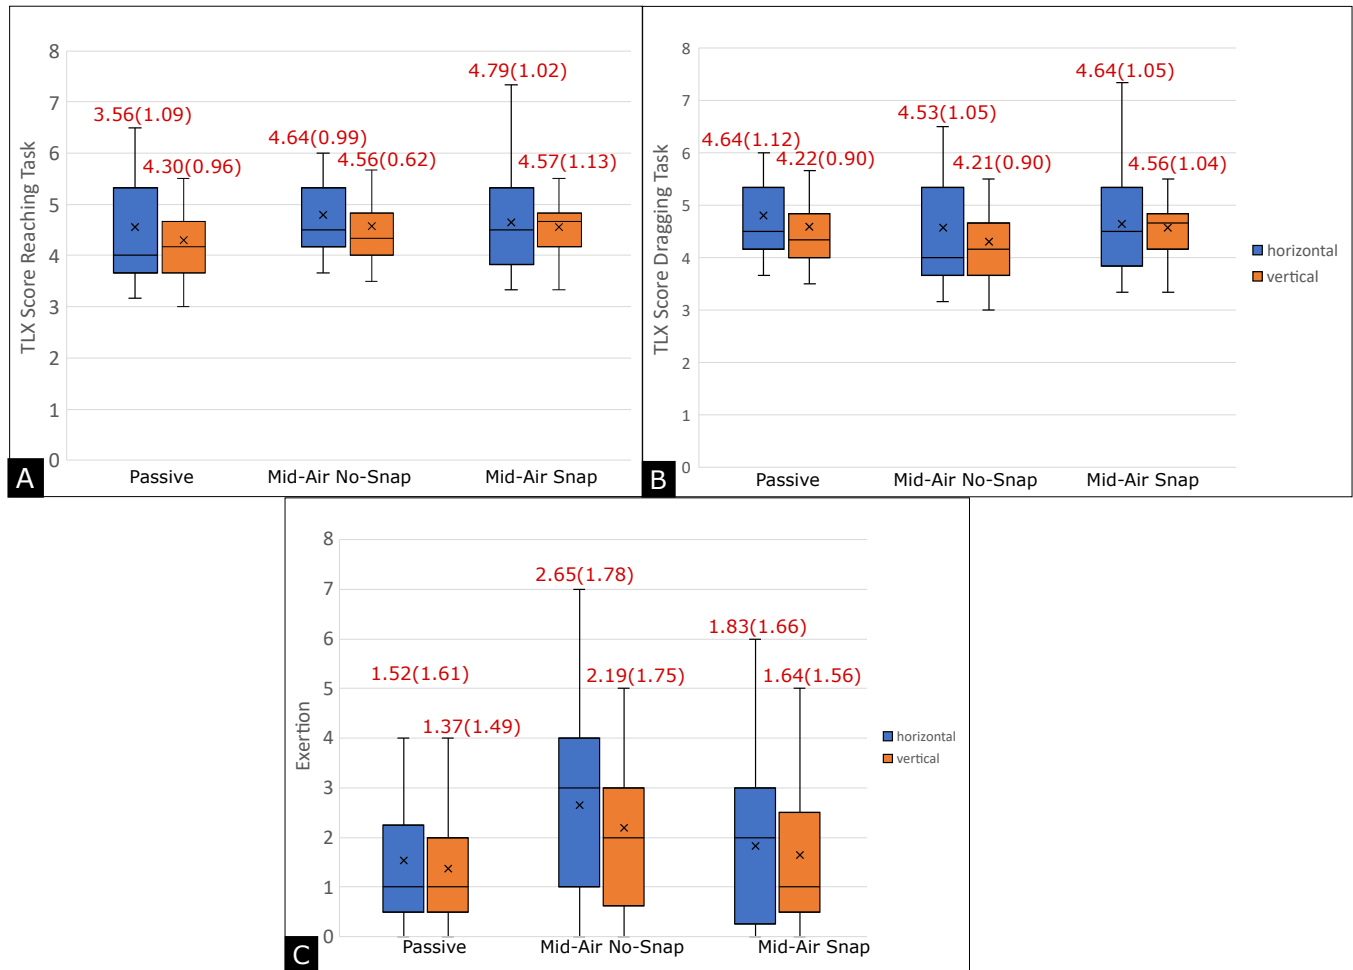 8
7
6
5
4
3
2
1
0
TLX Score Reaching Task
3.56(1.09)
4.30(0.96)
4.64(0.99)
4.56(0.62)
4.79(1.02)
4.57(1.13)
Passive
Mid-Air No-Snap
Mid-Air Snap
A
8
7
6
5
4
3
2
1
0
TLX Score Dragging Task
4.64(1.12)
4.22(0.90)
4.53(1.05)
4.21(0.90)
4.64(1.05)
4.56(1.04)
horizontal
vertical
Passive
Mid-Air No-Snap
Mid-Air Snap
B
8
7
6
5
4
3
2
1
0
Exertion
1.52(1.61)
1.37(1.49)
2.65(1.78)
2.19(1.75)
1.83(1.66)
1.64(1.56)
horizontal
vertical
Passive
Mid-Air No-Snap
Mid-Air Snap
C